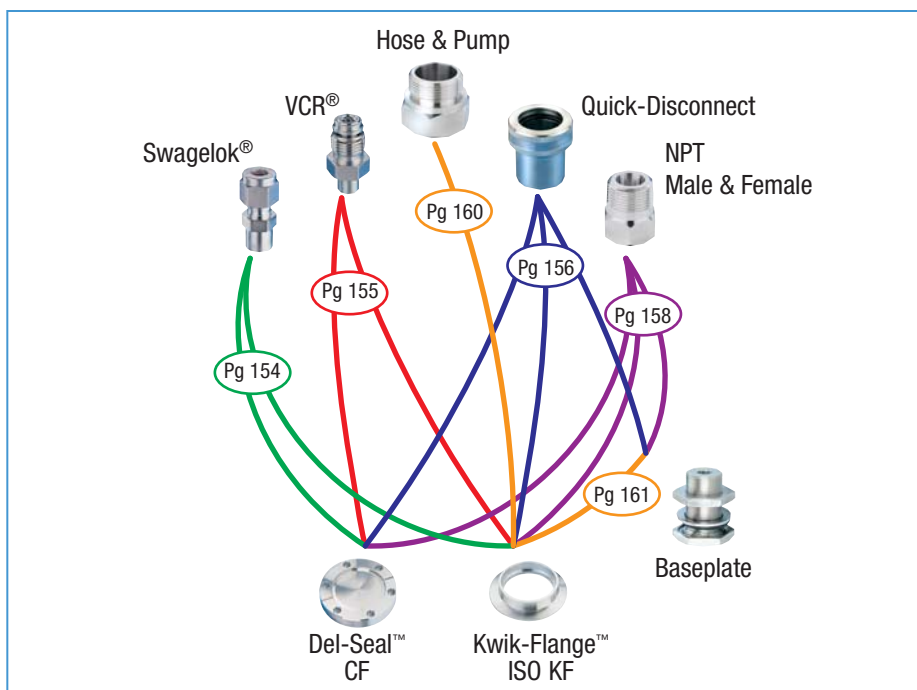 Hose & Pump
VCR®
Quick-Disconnect
Swagelok®
NPT
Male & Female
Pg 160
Pg 156
Pg 155
Pg 158
Pg 154
Pg 161
Baseplate
Del-Seal™
CF
Kwik-Flange™
ISO KF